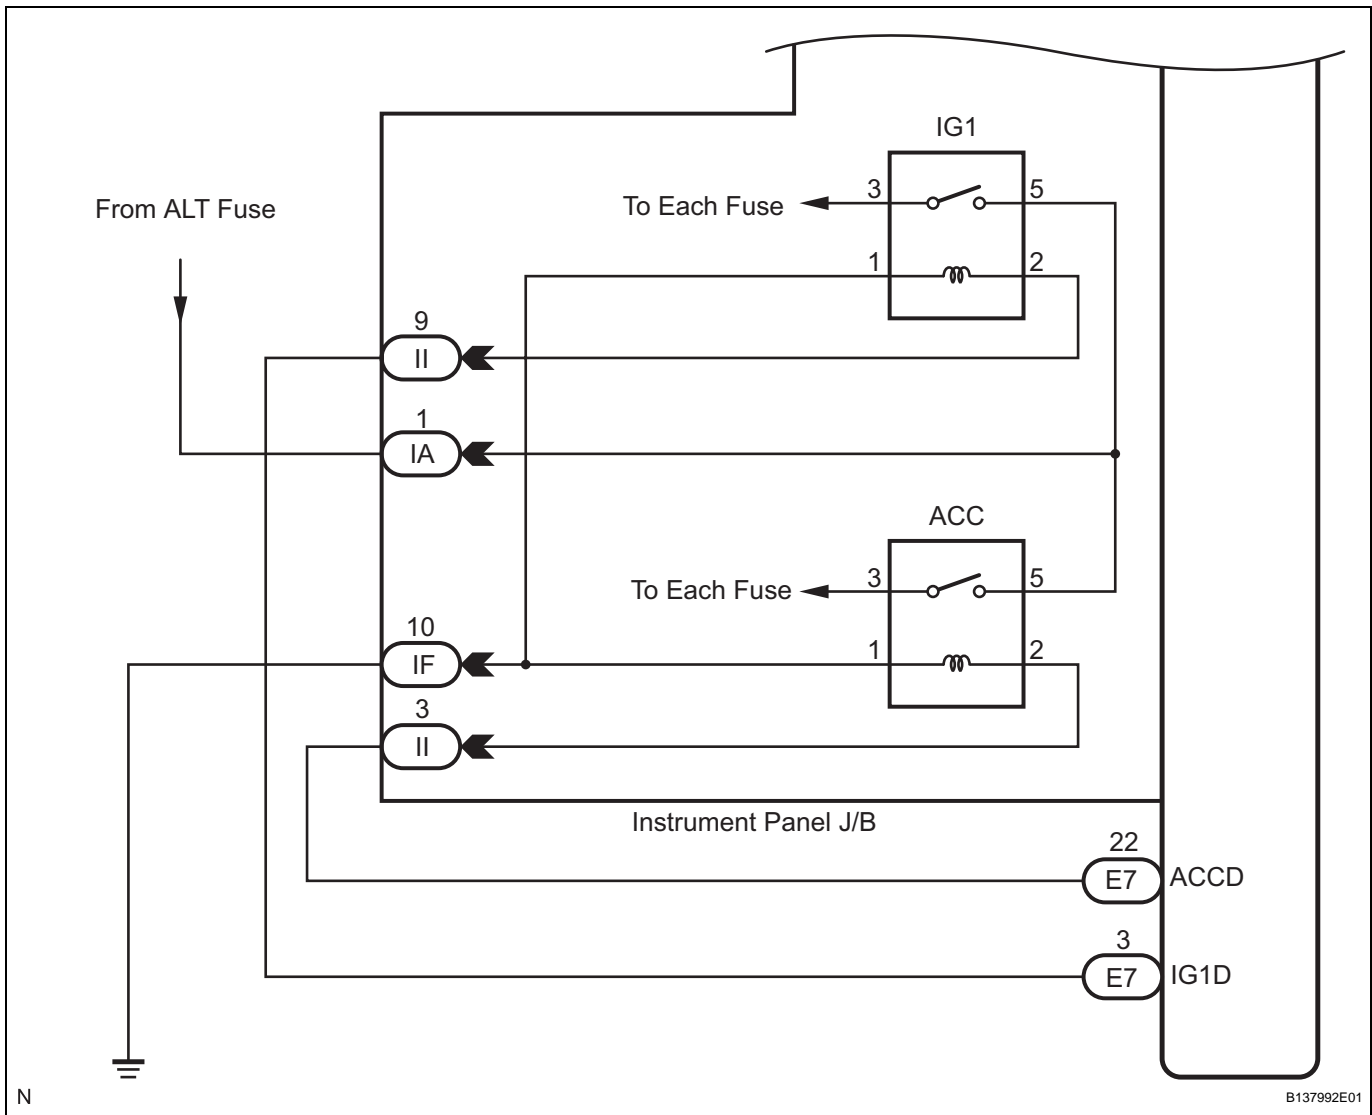 IG1
From ALT Fuse
To Each Fuse
3
5
1
2
9
II
1
IA
ACC
To Each Fuse
3
5
10
IF
1
2
3
II
Instrument Panel J/B
22
E7
ACCD
3
E7
IG1D
N
B137992E01